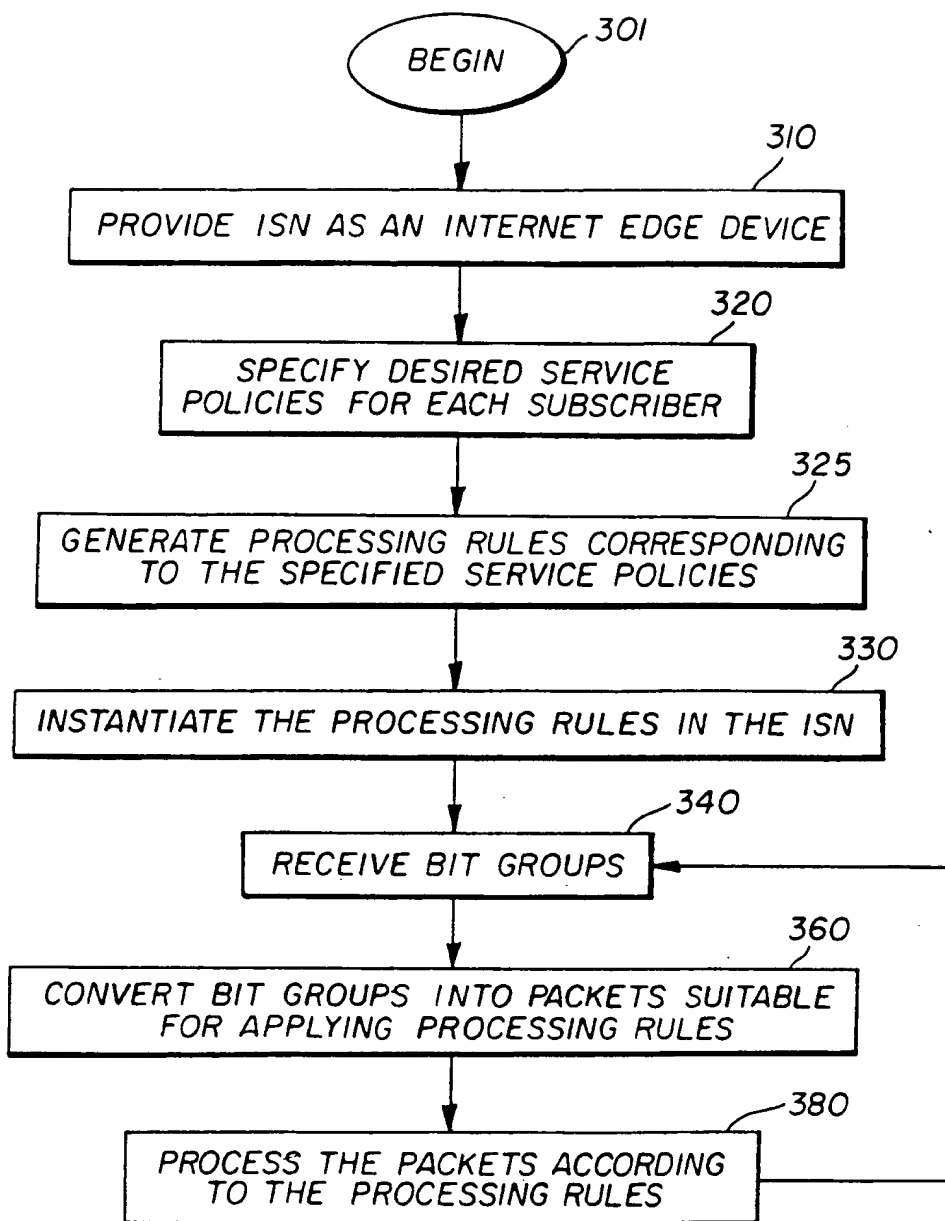 BEGIN
301
310
PROVIDE ISN AS AN INTERNET EDGE DEVICE
320
SPECIFY DESIRED SERVICE
POLICIES FOR EACH SUBSCRIBER
325
GENERATE PROCESSING RULES CORRESPONDING
TO THE SPECIFIED SERVICE POLICIES
330
INSTANTIATE THE PROCESSING RULES IN THE ISN
340
RECEIVE BIT GROUPS
360
CONVERT BIT GROUPS INTO PACKETS SUITABLE
FOR APPLYING PROCESSING RULES
380
PROCESS THE PACKETS ACCORDING
TO THE PROCESSING RULES